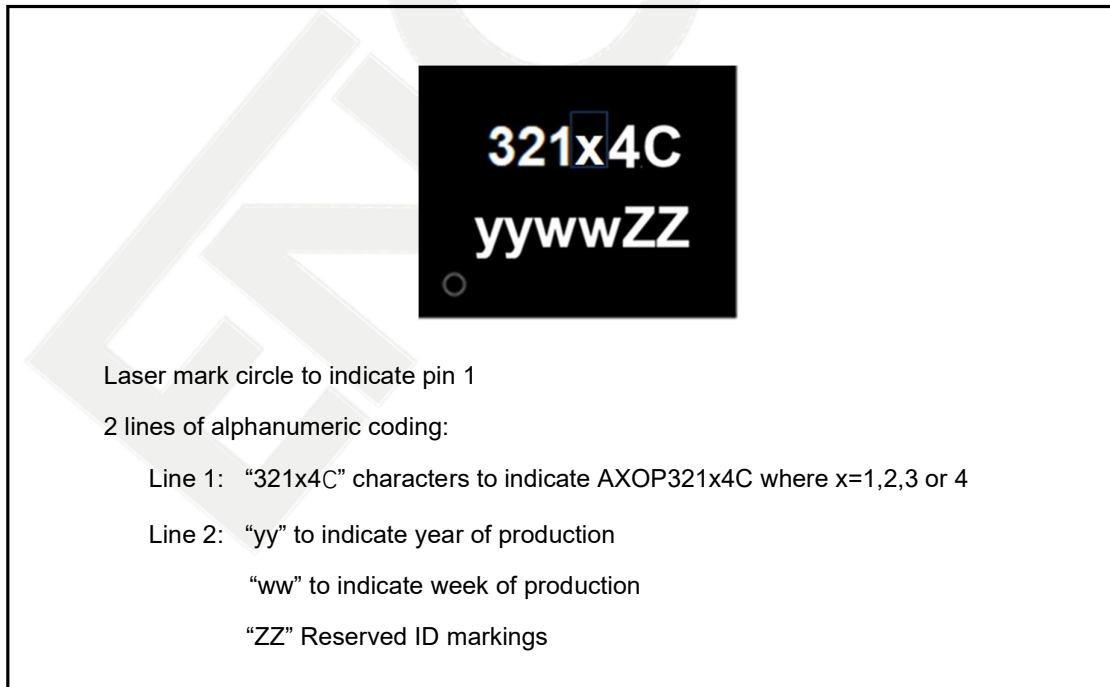 321x4C
yywwZZ
Laser mark circle to indicate pin 1
2 lines of alphanumeric coding:
Line 1: “321x4C” characters to indicate AXOP321x4C where x=1,2,3 or 4
Line 2: “yy” to indicate year of production
“ww” to indicate week of production
“ZZ” Reserved ID markings